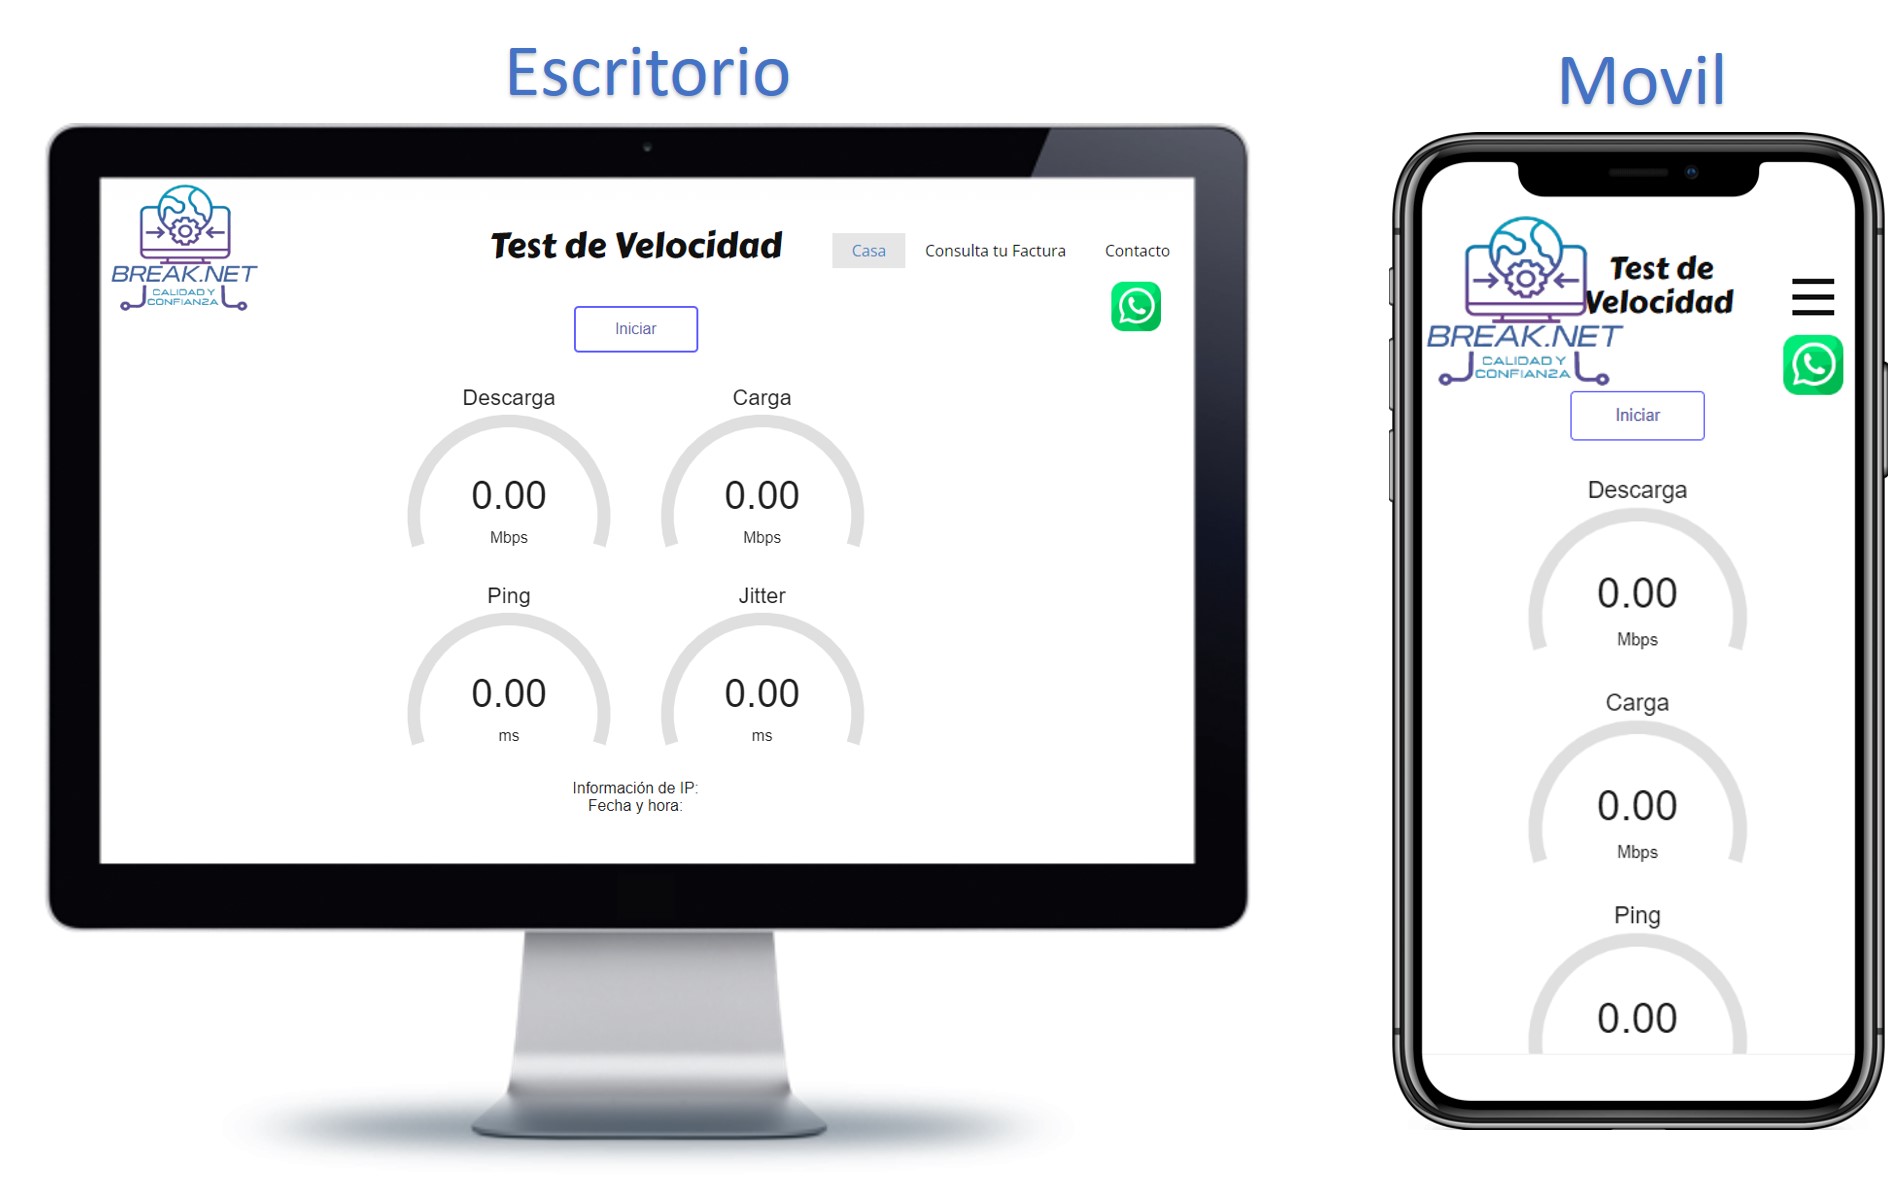 Escritorio
BREAK.NET
CALIDAD Y
CONFIANZA
Test de Velocidad
Casa
Consulta tu Factura
Contacto
Iniciar
Descarga
Carga
0.00
0.00
Mbps
Mbps
Ping
Jitter
0.00
0.00
ms
ms
Información de IP:
Fecha y hora:
Movil
BREAK.NET
CALIDAD Y
CONFIANZA
Test de
Velocidad
Iniciar
Descarga
0.00
Mbps
Carga
0.00
Mbps
Ping
0.00